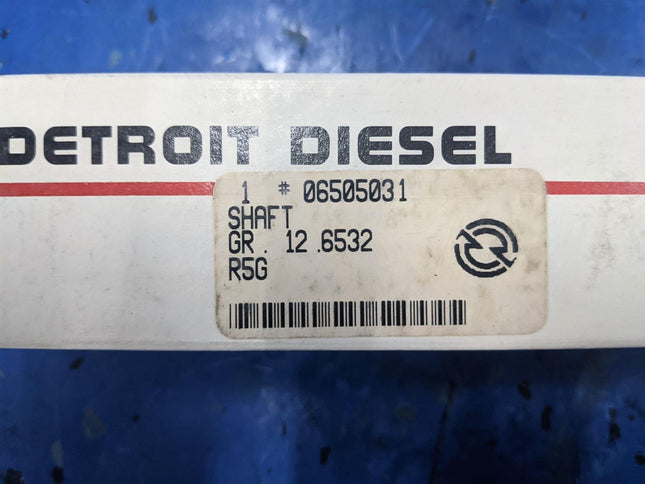 DETROIT DIESEL
1 # 06505031
SHAFT
GR. 12.6532
R5G